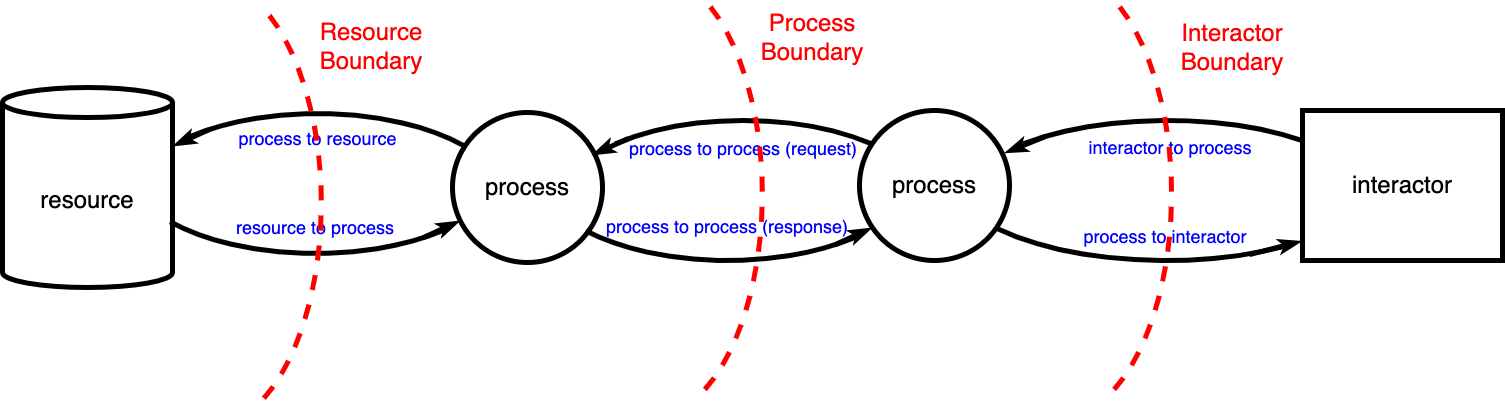 Resource
Boundary
Process
Boundary
Interactor
Boundary
process to resource
process to process (request)
interactor to process
resource
process
process
interactor
resource to process
process to process (response)
process to interactor